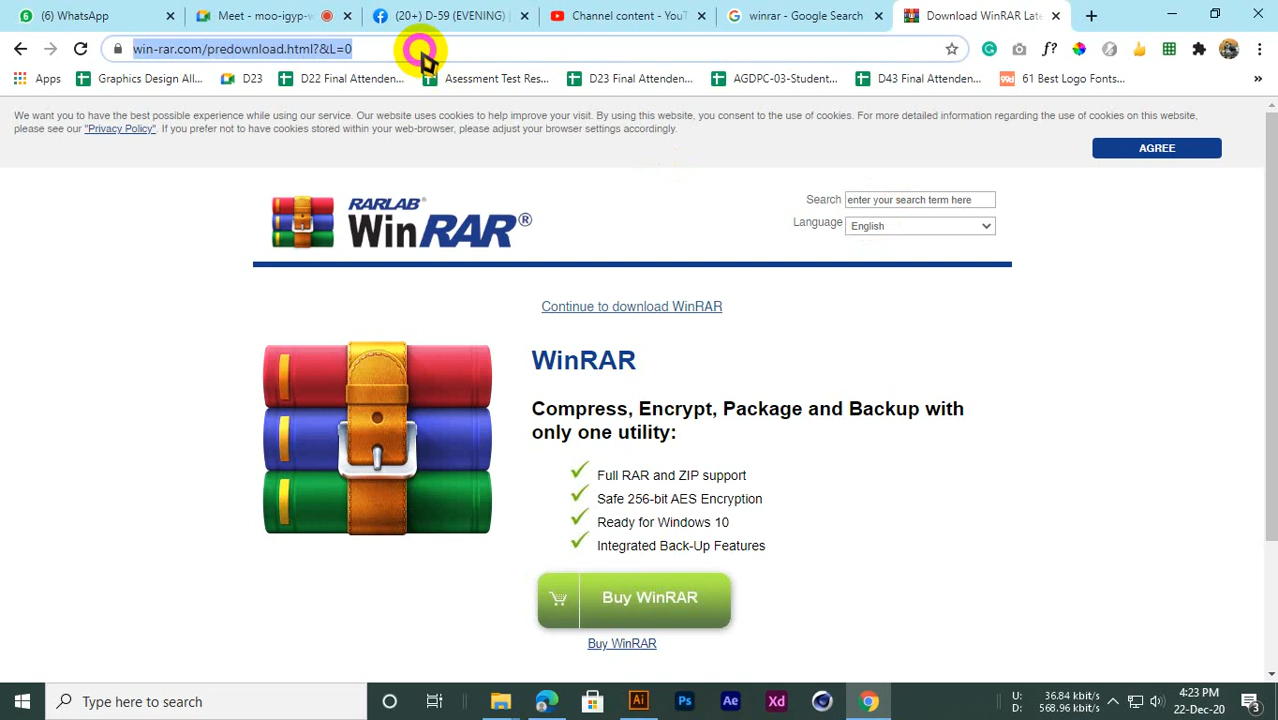 (6) WhatsApp
Meet - moo-igyp-w
(20+) D-59 (EVENING)
Channel content - YouT
winrar - Google Search
Download WinRAR Late
win-rar.com/predownload.html?&L=0
Apps
Graphics Design All...
D23
D22 Final Attenden...
Asessment Test Res...
D23 Final Attenden...
AGDPC-03-Student...
D43 Final Attenden...
61 Best Logo Fonts...
We want you to have the best possible experience while using our service. Our website uses cookies to help improve your visit. By using this website, you consent to the use of cookies. For more detailed information regarding the use of cookies on this website,
please see our "Privacy Policy". If you prefer not to have cookies stored within your web-browser, please adjust your browser settings accordingly.
AGREE
RARLAB®
WinRAR®
Search enter your search term here
Language English
Continue to download WinRAR
WinRAR
Compress, Encrypt, Package and Backup with
only one utility:
Full RAR and ZIP support
Safe 256-bit AES Encryption
Ready for Windows 10
Integrated Back-Up Features
Buy WinRAR
Buy WinRAR
Type here to search
Ai
Ps
Ae
Xd
U: 36.84 kbit/s
D: 568.96 kbit/s
4:23 PM
22-Dec-20
3